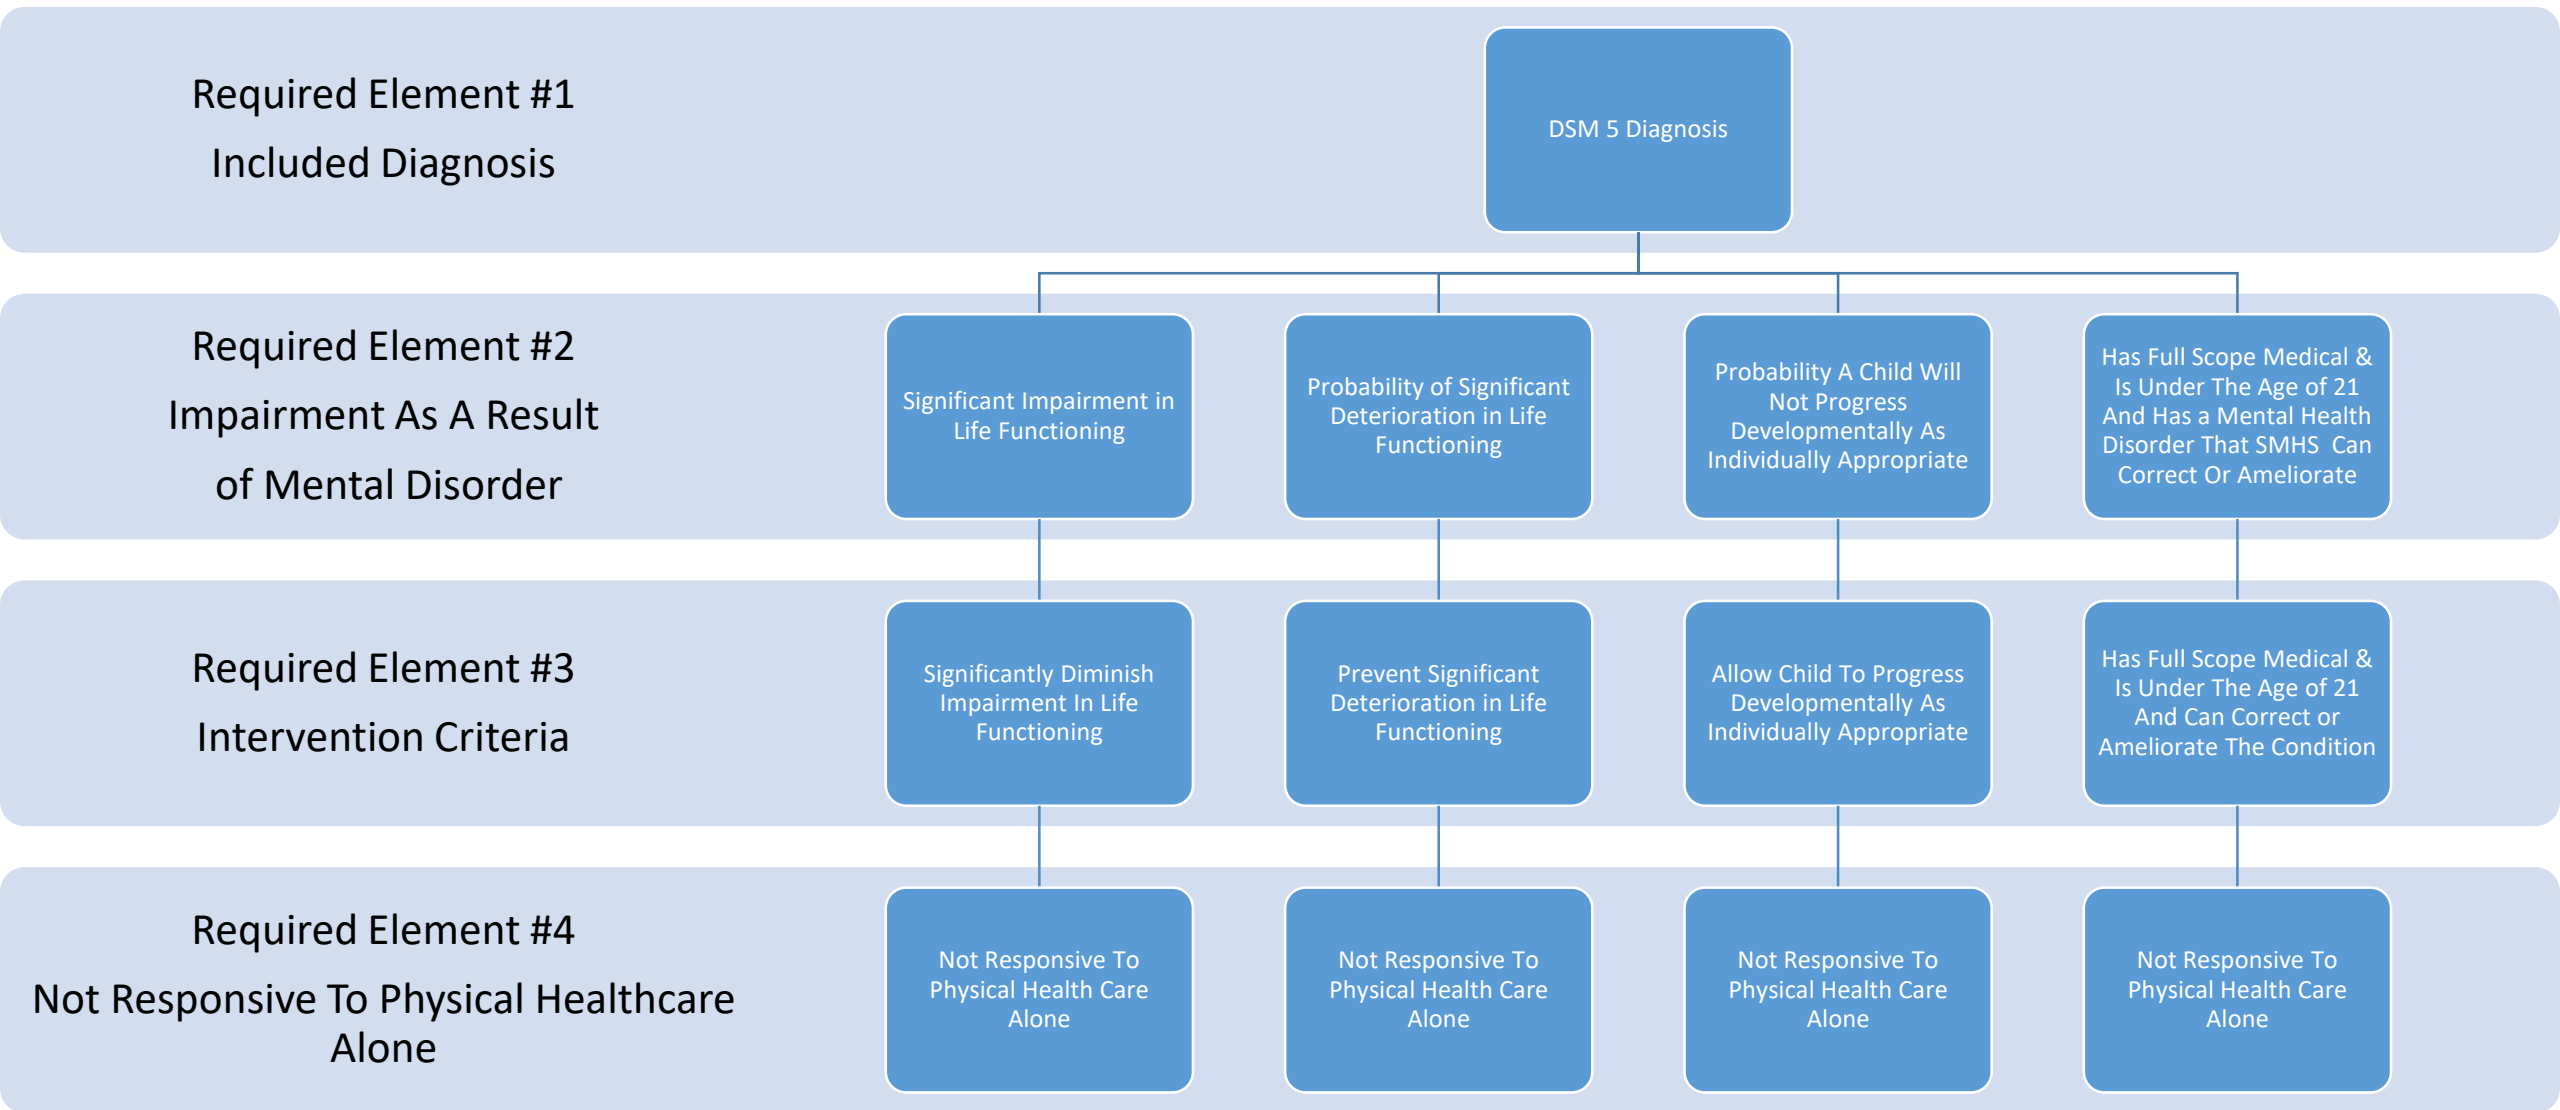 Required Element #1
Included Diagnosis
DSM 5 Diagnosis
Required Element #2
Impairment As A Result
of Mental Disorder
Significant Impairment in
Life Functioning
Probability of Significant
Deterioration in Life
Functioning
Probability A Child Will
Not Progress
Developmentally As
Individually Appropriate
Has Full Scope Medical &
Is Under The Age of 21
And Has a Mental Health
Disorder That SMHS Can
Correct Or Ameliorate
Required Element #3
Intervention Criteria
Significantly Diminish
Impairment In Life
Functioning
Prevent Significant
Deterioration in Life
Functioning
Allow Child To Progress
Developmentally As
Individually Appropriate
Has Full Scope Medical &
Is Under The Age of 21
And Can Correct or
Ameliorate The Condition
Required Element #4
Not Responsive To Physical Healthcare
Alone
Not Responsive To
Physical Health Care
Alone
Not Responsive To
Physical Health Care
Alone
Not Responsive To
Physical Health Care
Alone
Not Responsive To
Physical Health Care
Alone